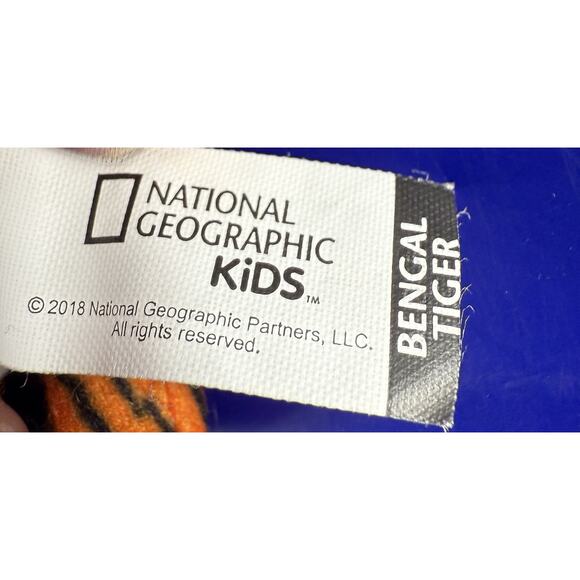 NATIONAL
GEOGRAPHIC
KiDS™
© 2018 National Geographic Partners, LLC.
All rights reserved.
BENGAL
TIGER